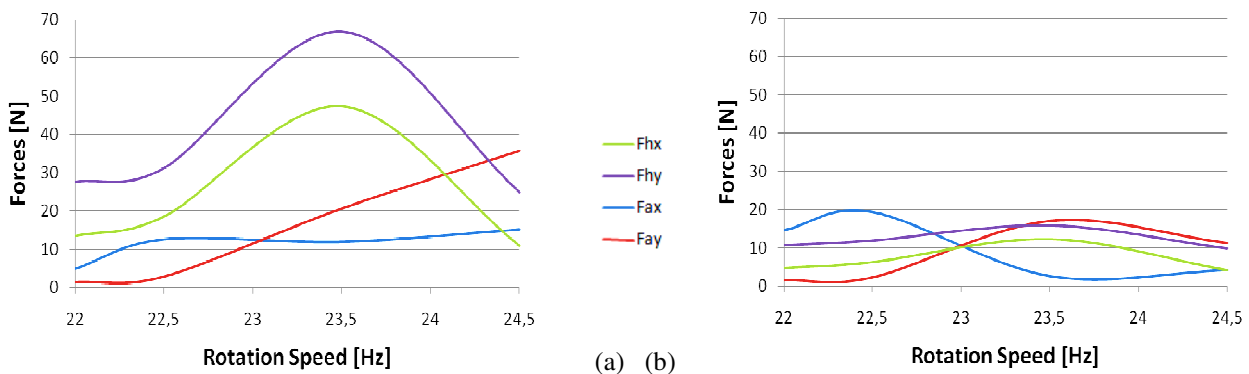 70
60
50
40
30
20
10
0
Forces [N]
22 22,5 23 23,5 24 24,5
Rotation Speed [Hz]
(a) (b)
Fhx
Fhy
Fax
Fay
70
60
50
40
30
20
10
0
Forces [N]
22 22,5 23 23,5 24 24,5
Rotation Speed [Hz]